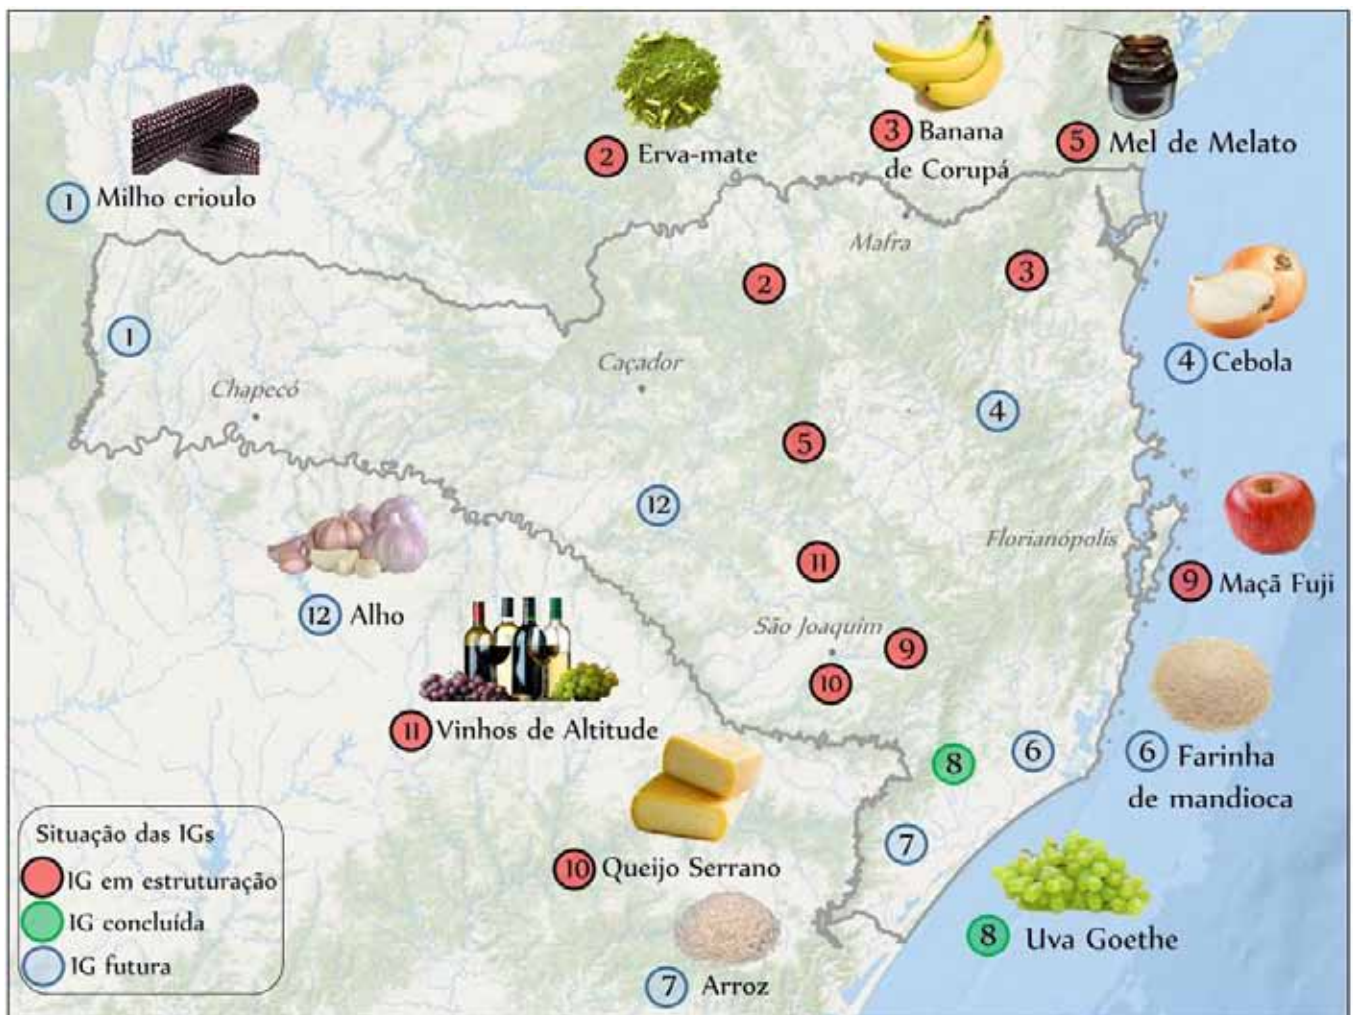 3 Banana
5 Mel de Melato
2 Erva-mate
de Corupá
1 Milho crioulo
Mafra
3
2
1
4 Cebola
Caçador
Chapecó
4
5
12
Florianópolis
11
9 Maçã Fuji
12 Alho
São Joaquim
9
10
11 Vinhos de Altitude
8
6
6 Farinha
de mandioca
Situação das IGs
7
10 Queijo Serrano
IG em estruturação
IG concluída
8 Uva Goethe
IG futura
7 Arroz